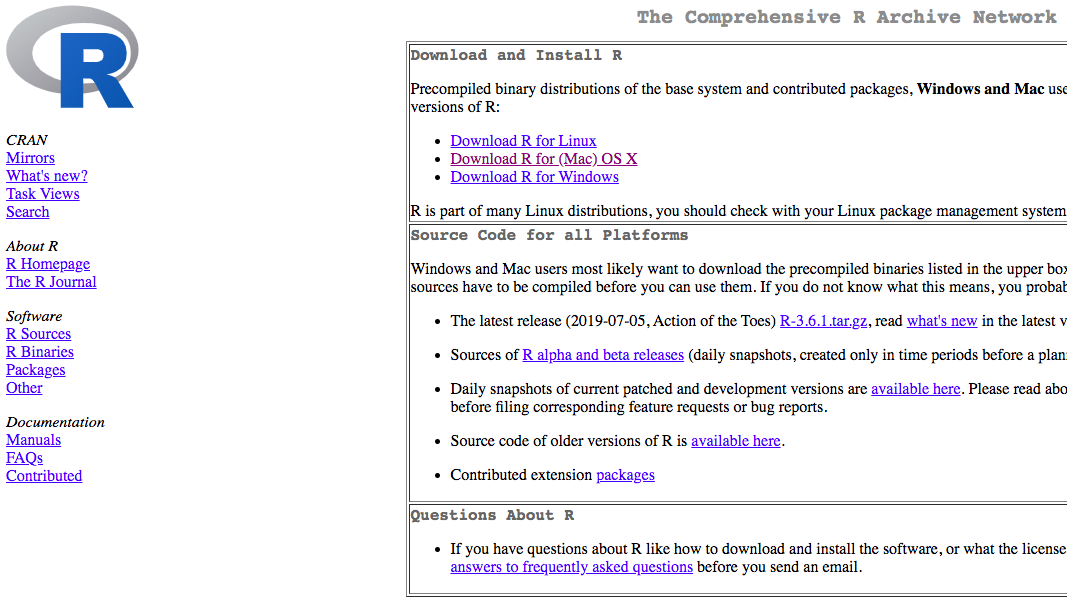 R
CRAN
Mirrors
What's new?
Task Views
Search
About R
R Homepage
The R Journal
Software
R Sources
R Binaries
Packages
Other
Documentation
Manuals
FAQs
Contributed
The Comprehensive R Archive Network
Download and Install R
Precompiled binary distributions of the base system and contributed packages, Windows and Mac use
versions of R:
• Download R for Linux
• Download R for (Mac) OS X
• Download R for Windows
R is part of many Linux distributions, you should check with your Linux package management system
Source Code for all Platforms
Windows and Mac users most likely want to download the precompiled binaries listed in the upper box
sources have to be compiled before you can use them. If you do not know what this means, you probab
• The latest release (2019-07-05, Action of the Toes) R-3.6.1.tar.gz, read what's new in the latest v
• Sources of R alpha and beta releases (daily snapshots, created only in time periods before a plan
• Daily snapshots of current patched and development versions are available here. Please read abo
before filing corresponding feature requests or bug reports.
• Source code of older versions of R is available here.
• Contributed extension packages
Questions About R
• If you have questions about R like how to download and install the software, or what the license
answers to frequently asked questions before you send an email.